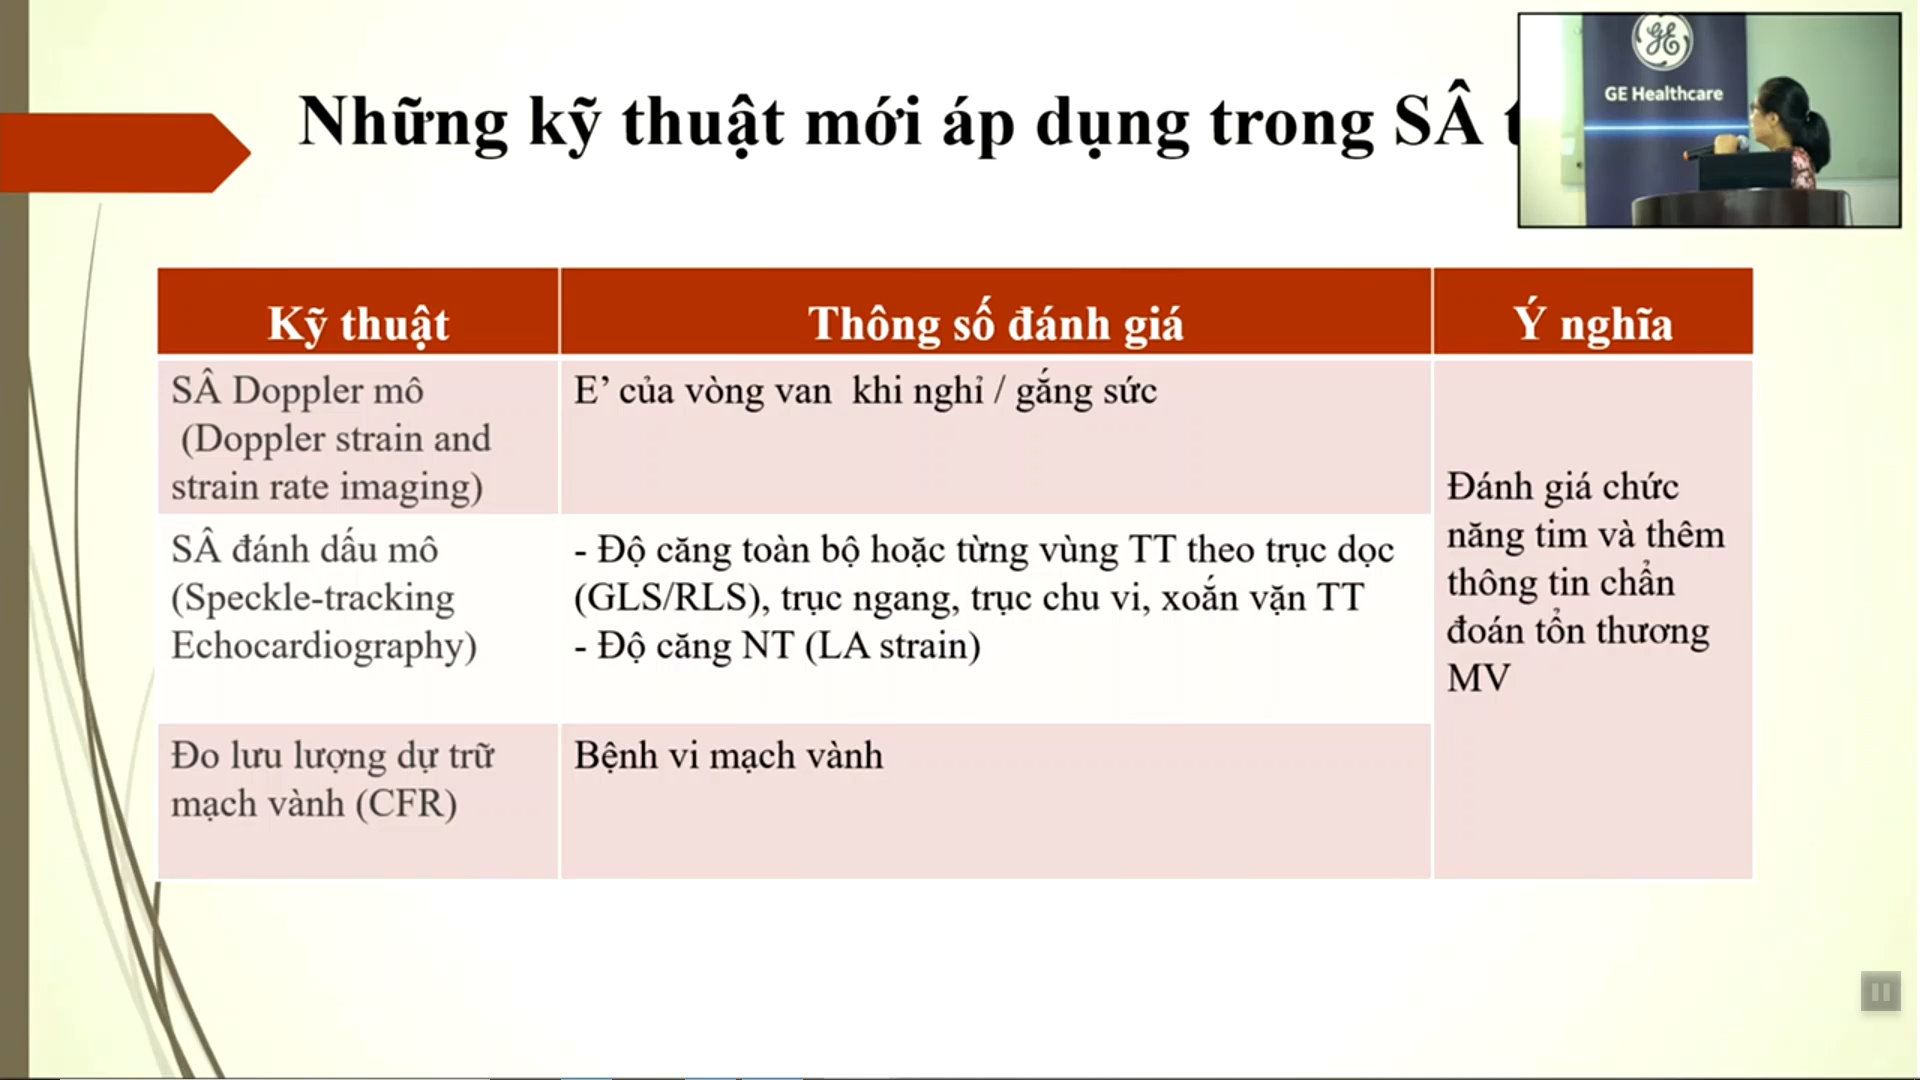 Những kỹ thuật mới áp dụng trong SÂ
GE Healthcare
Kỹ thuật
Thông số đánh giá
Ý nghĩa
SÂ Doppler mô
(Doppler strain and
strain rate imaging)
E’ của vòng van khi nghỉ / gắng sức
SÂ đánh dấu mô
(Speckle-tracking
Echocardiography)
- Độ căng toàn bộ hoặc từng vùng TT theo trục dọc
(GLS/RLS), trục ngang, trục chu vi, xoắn vặn TT
- Độ căng NT (LA strain)
Đo lưu lượng dự trữ
mạch vành (CFR)
Bệnh vi mạch vành
Đánh giá chức
năng tim và thêm
thông tin chẩn
đoán tổn thương
MV